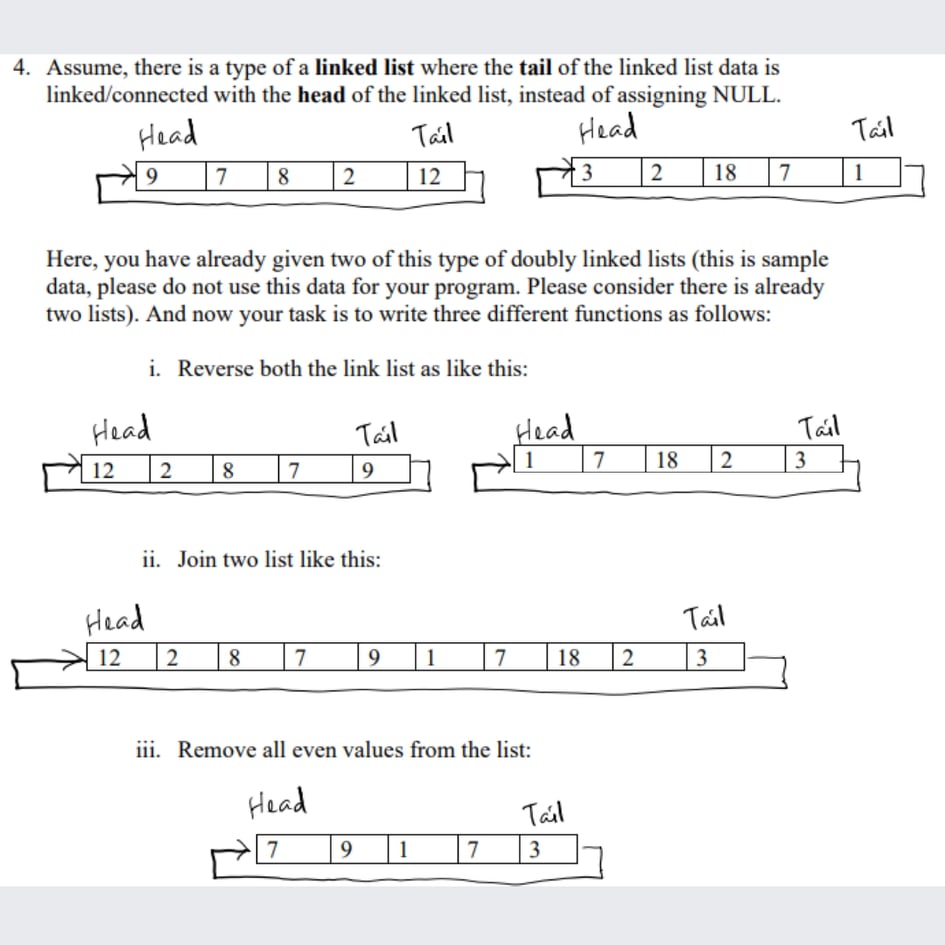 4. Assume, there is a type of a linked list where the tail of the linked list data is
linked/connected with the head of the linked list, instead of assigning NULL.
Head Tail Head Tail
9 7 8 2 12 3 2 18 7 1
Here, you have already given two of this type of doubly linked lists (this is sample
data, please do not use this data for your program. Please consider there is already
two lists). And now your task is to write three different functions as follows:
i. Reverse both the link list as like this:
Head Tail Head Tail
12 2 8 7 9 1 7 18 2 3
ii. Join two list like this:
Head Tail
12 2 8 7 9 1 7 18 2 3
iii. Remove all even values from the list:
Head Tail
7 9 1 7 3